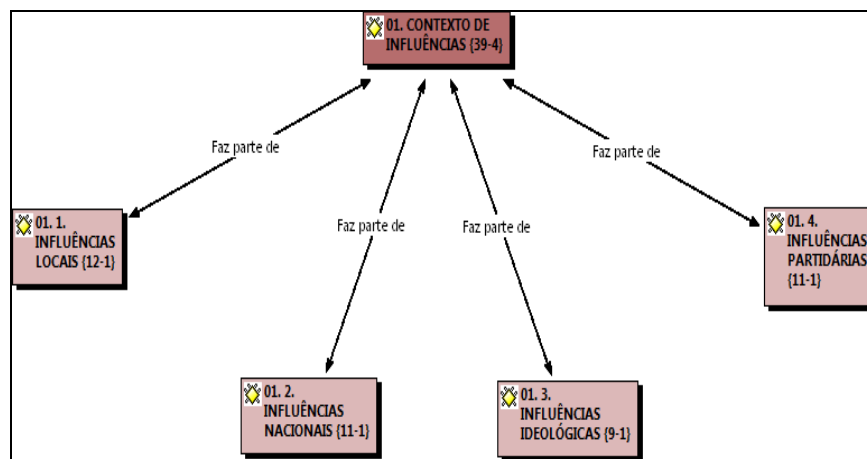 01. CONTEXTO DE
INFLUÊNCIAS {39-4}
Faz parte de
Faz parte de
Faz parte de
Faz parte de
01. 1.
INFLUÊNCIAS
LOCAIS {12-1}
01. 4.
INFLUÊNCIAS
PARTIDÁRIAS
{11-1}
01. 2.
INFLUÊNCIAS
NACIONAIS {11-1}
01. 3.
INFLUÊNCIAS
IDEOLÓGICAS {9-1}